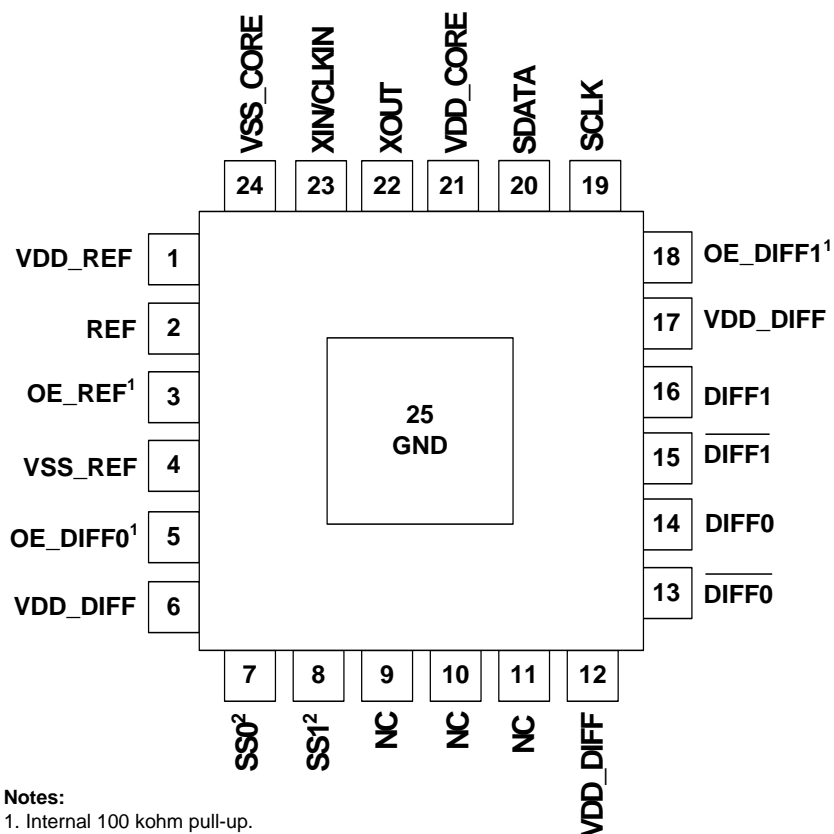 VSS_CORE
XIN/CLKIN
XOUT
VDD_CORE
SDATA
SCLK
24
23
22
21
20
19
VDD_REF 1
REF 2
OE_REF¹ 3
VSS_REF 4
OE_DIFF0¹ 5
VDD_DIFF 6
25
GND
18 OE_DIFF1¹
17 VDD_DIFF
16 DIFF1
15 D̅I̅F̅F̅1̅
14 DIFF0
13 D̅I̅F̅F̅0̅
7
8
9
10
11
12
SS0²
SS1²
NC
NC
NC
VDD_DIFF
Notes:
1. Internal 100 kohm pull-up.